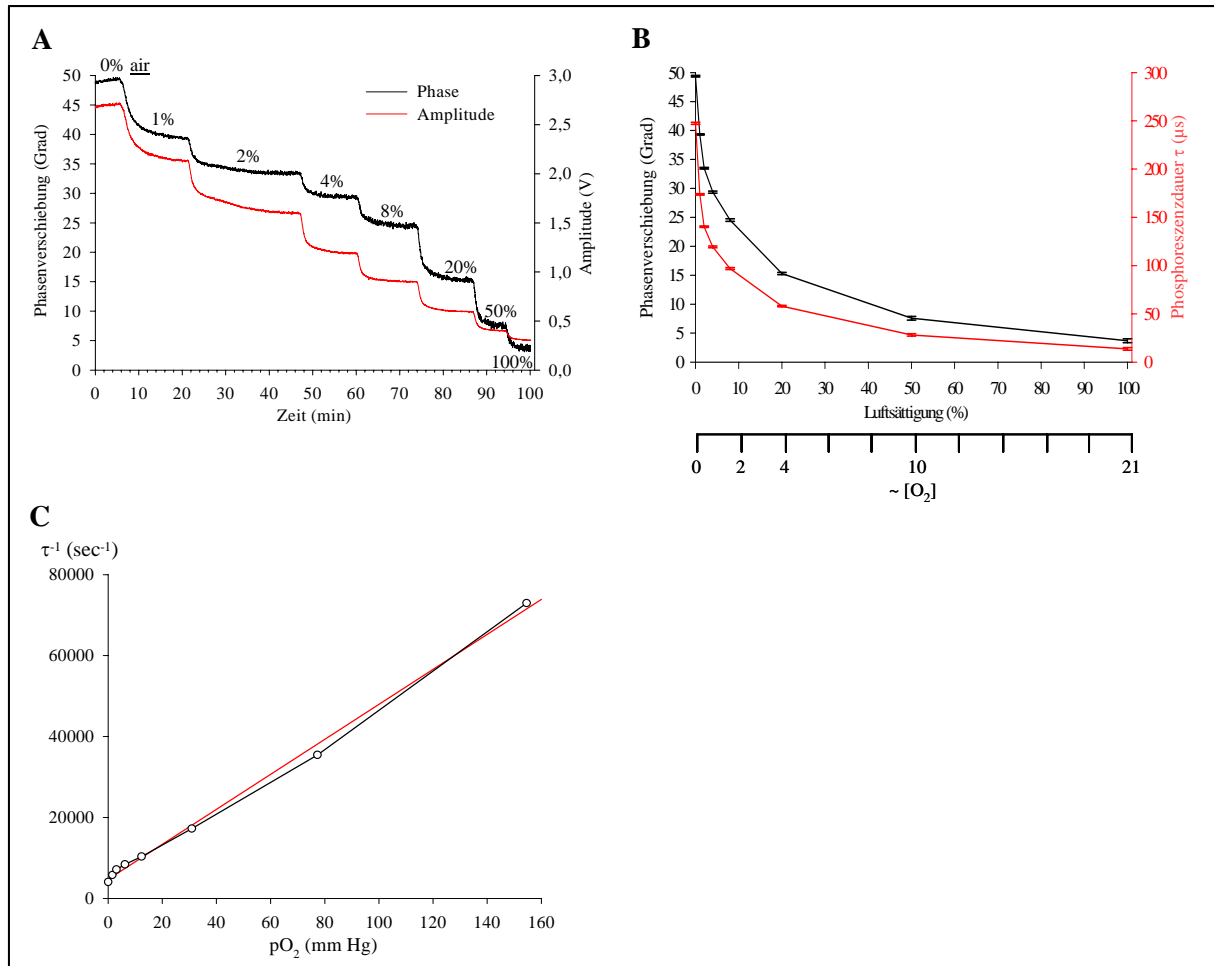 A
0% air
1%
2%
4%
8%
20%
50%
100%
Phase
Amplitude
50
45
40
35
30
25
20
15
10
5
0
Phasenverschiebung (Grad)
3,0
2,5
2,0
1,5
1,0
0,5
0,0
Amplitude (V)
0 10 20 30 40 50 60 70 80 90 100
Zeit (min)
B
50
45
40
35
30
25
20
15
10
5
0
Phasenverschiebung (Grad)
300
250
200
150
100
50
0
Phosphoreszenzdauer τ (µs)
0 10 20 30 40 50 60 70 80 90 100
Luftsättigung (%)
0 2 4 10 21
~ [O₂]
C
τ⁻¹ (sec⁻¹)
80000
60000
40000
20000
0
0 20 40 60 80 100 120 140 160
pO₂ (mm Hg)